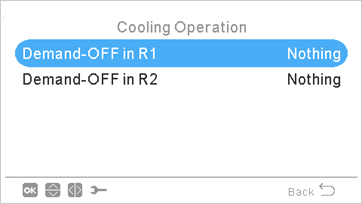 Cooling Operation
Demand-OFF in R1 Nothing
Demand-OFF in R2 Nothing
OK Back